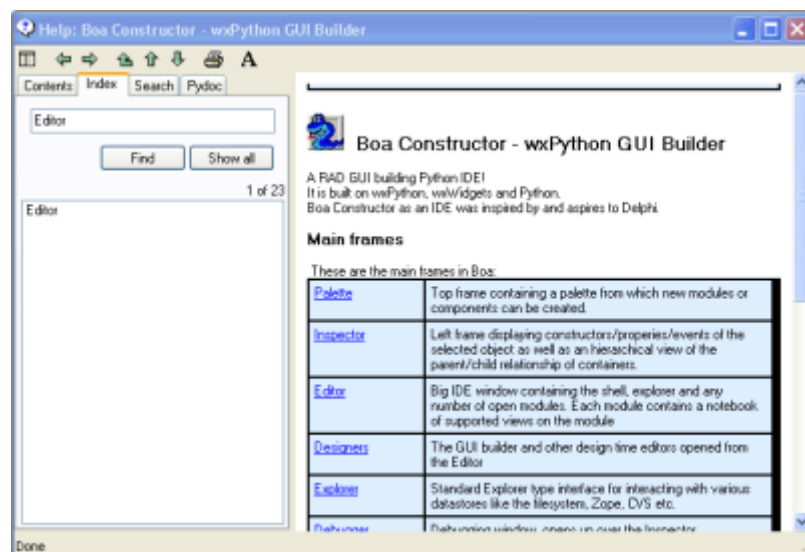 Help: Boa Constructor - wxPython GUI Builder
A
Contents Index Search Pydoc
Editor
Find Show all
1 of 23
Editor
Boa Constructor - wxPython GUI Builder
A RAD GUI building Python IDE!
It is built on wxPython, wxWidgets and Python.
Boa Constructor as an IDE was inspired by and aspires to Delphi.
Main frames
These are the main frames in Boa:
Palette Top frame containing a palette from which new modules or
components can be created.
Inspector Left frame displaying constructors/properies/events of the
selected object as well as an hierarchical view of the
parent/child relationship of containers.
Editor Big IDE window containing the shell, explorer and any
number of open modules. Each module contains a notebook
of supported views on the module
Designers The GUI builder and other design time editors opened from
the Editor
Explorer Standard Explorer type interface for interacting with various
datastores like the filesystem, Zope, CVS etc.
Debugger Debugging window, opens up over the Inspector
Done